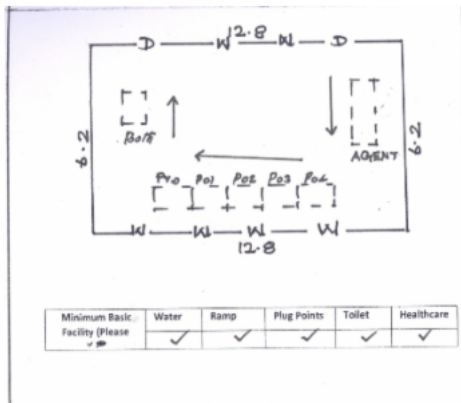 D W 12.8 W D
6.2
6.2
BOTH
AGENT
Pro Po1 Po2 Po3 Po4
W W W W
12.8
Minimum Basic Water Ramp Plug Points Toilet Healthcare
Facility (Please ✓ ✓ ✓ ✓ ✓